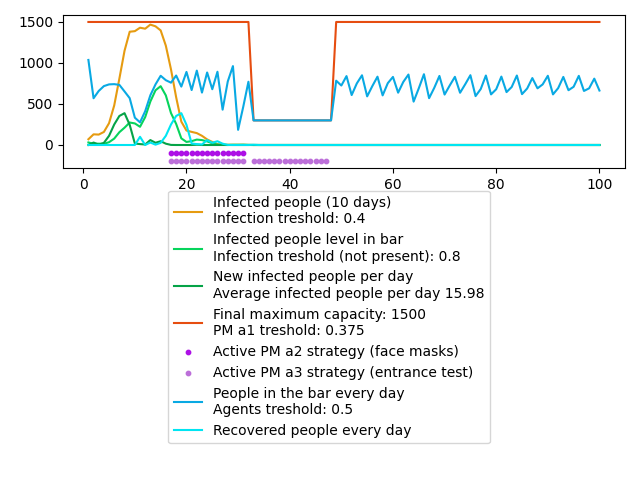 1500
1000
500
0
0 20 40 60 80 100
Infected people (10 days)
Infection treshold: 0.4
Infected people level in bar
Infection treshold (not present): 0.8
New infected people per day
Average infected people per day 15.98
Final maximum capacity: 1500
PM a1 treshold: 0.375
Active PM a2 strategy (face masks)
Active PM a3 strategy (entrance test)
People in the bar every day
Agents treshold: 0.5
Recovered people every day